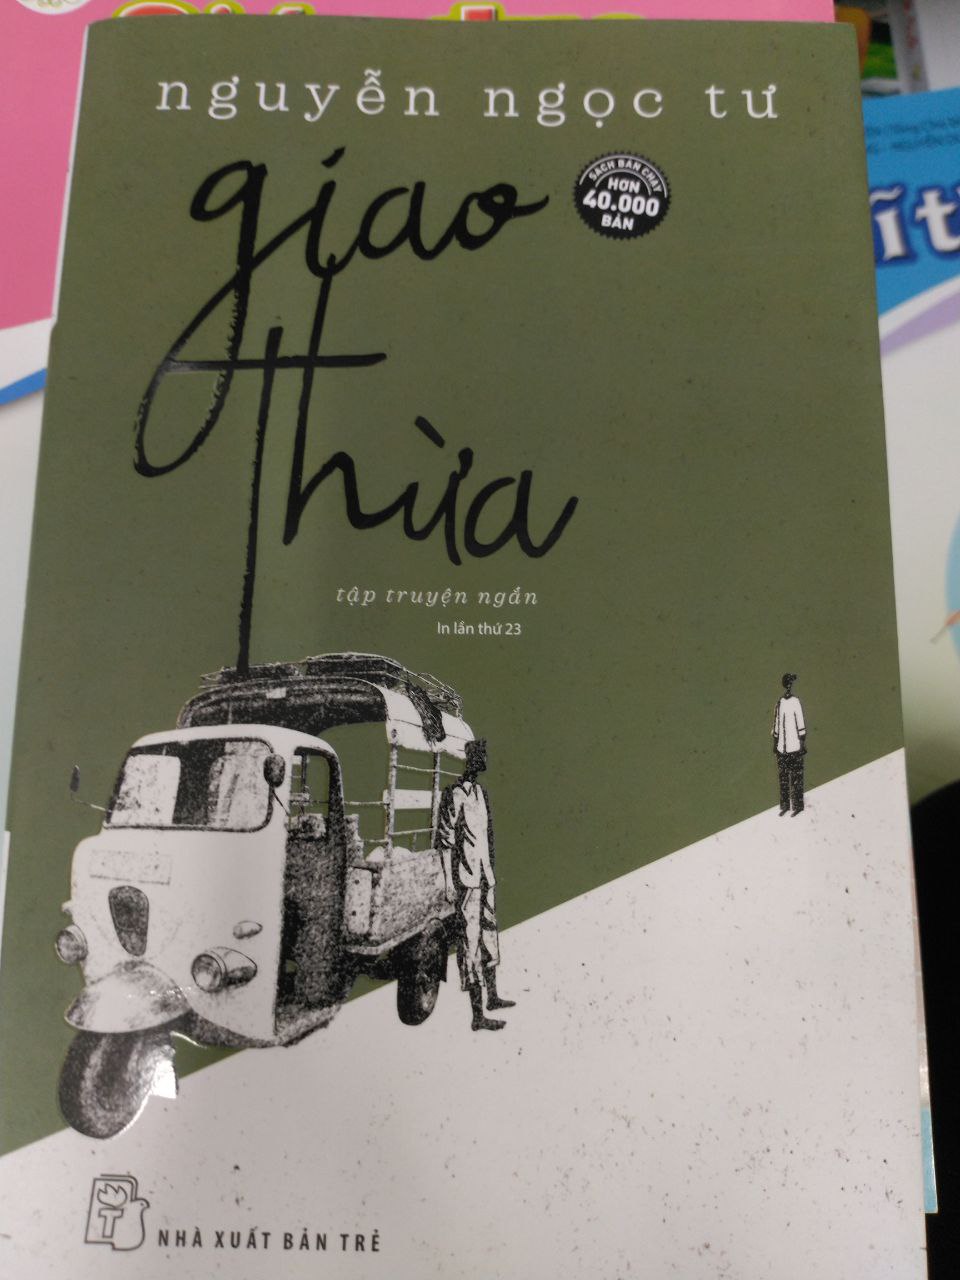 nguyễn ngọc tư
giao
thừa
SÁCH BÁN CHẠY
HƠN
40.000
BẢN
tập truyện ngắn
In lần thứ 23
T
NHÀ XUẤT BẢN TRẺ